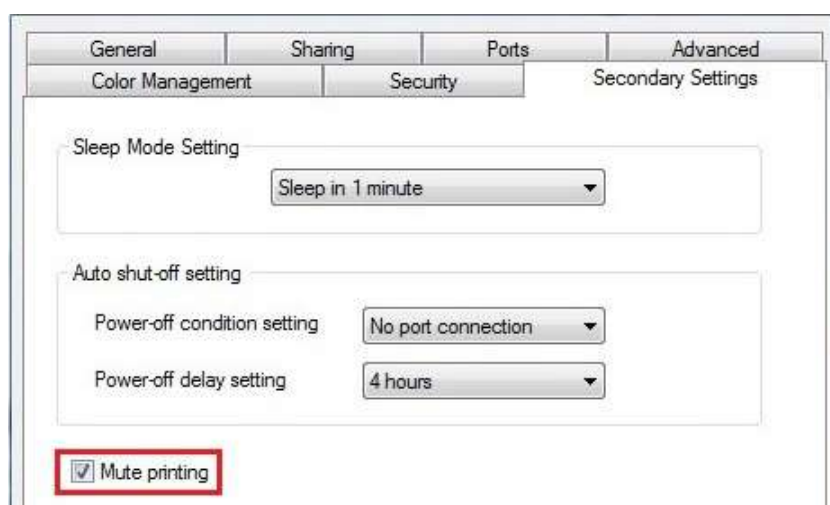 General Sharing Ports Advanced
Color Management Security Secondary Settings
Sleep Mode Setting
Sleep in 1 minute
Auto shut-off setting
Power-off condition setting No port connection
Power-off delay setting 4 hours
Mute printing